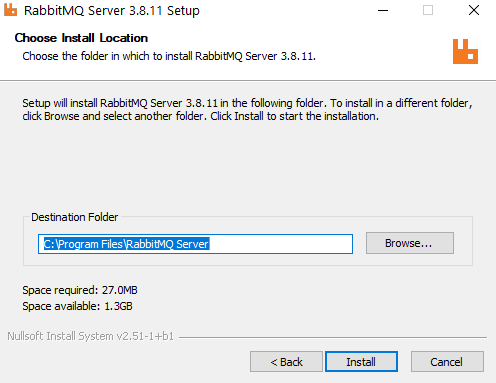 RabbitMQ Server 3.8.11 Setup
Choose Install Location
Choose the folder in which to install RabbitMQ Server 3.8.11.
Setup will install RabbitMQ Server 3.8.11 in the following folder. To install in a different folder,
click Browse and select another folder. Click Install to start the installation.
Destination Folder
C:\Program Files\RabbitMQ Server
Browse...
Space required: 27.0MB
Space available: 1.3GB
Nullsoft Install System v2.51-1+b1
< Back
Install
Cancel